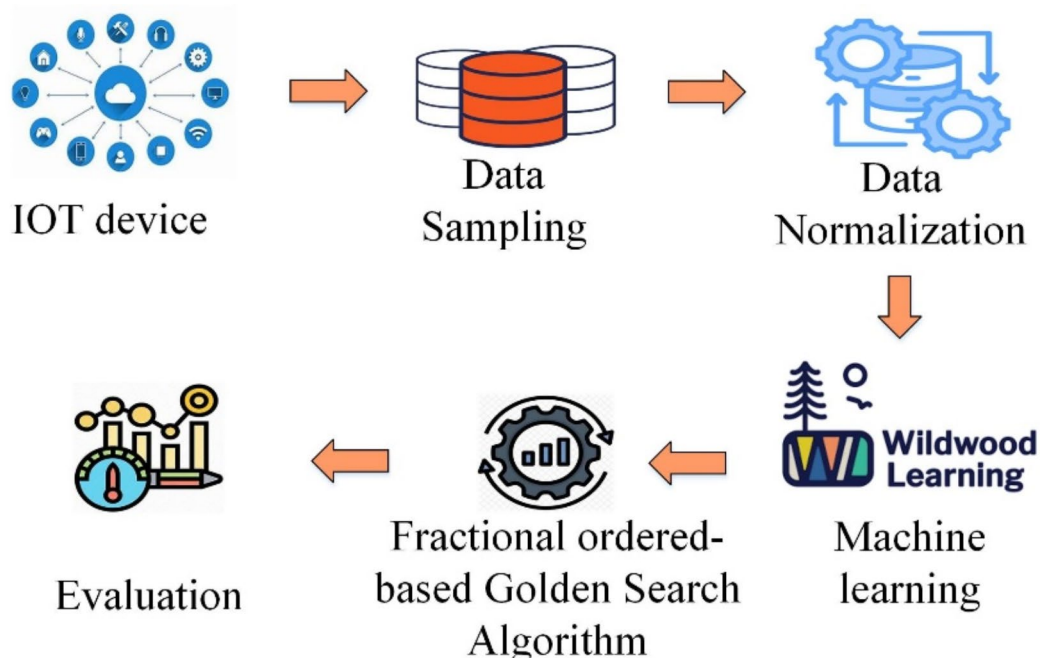 IOT device
Data
Sampling
Data
Normalization
Wildwood
Learning
Machine
learning
Fractional ordered-
based Golden Search
Algorithm
Evaluation